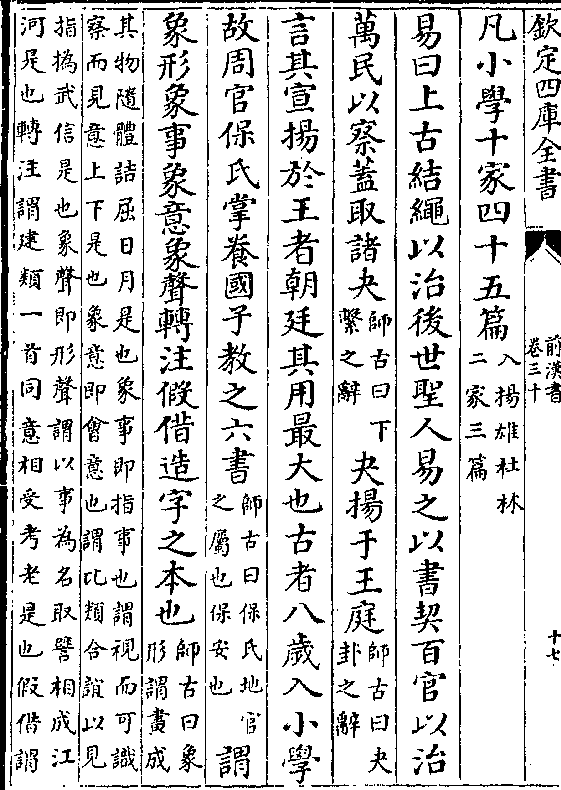 欽定四庫全書
前漢書
卷三十
十七
凡小學十家四十五篇入揚雄杜林
二家三篇
易曰上古結繩以治後世聖人易之以書契百官以治
萬民以察蓋取諸夬師古曰下
繫之辭
夬揚于王庭師古曰夬
卦之辭
言其宣揚於王者朝廷其用最大也古者八歲入小學
故周官保氏掌養國子教之六書師古曰保氏地官
之屬也保安也
謂
象形象事象意象聲轉注假借造字之本也師古曰象
形謂畫成
其物隨體詰屈日月是也象事即指事也謂視而可識
察而見意上下是也象意即會意也謂比類合誼以見
指撝武信是也象聲即形聲謂以事為名取譬相成江
河是也轉注謂建類一首同意相受考老是也假借謂